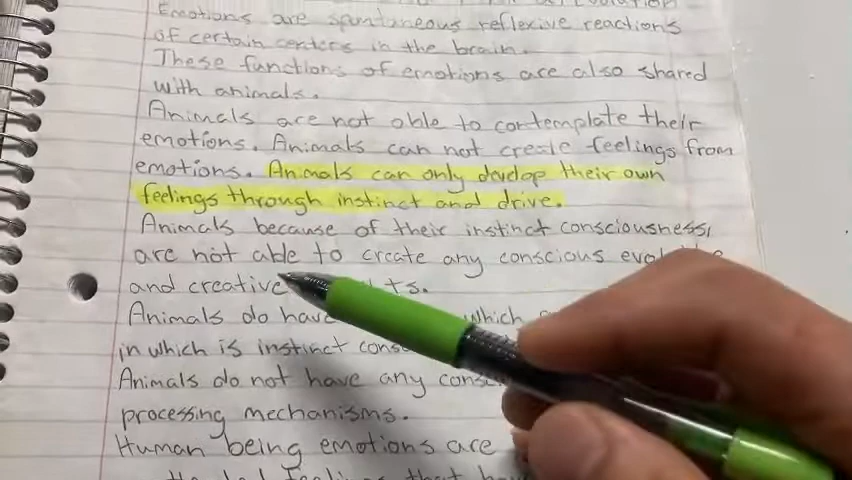 Emotions are spontaneous reflexive reactions
of certain centers in the brain.
These functions of emotions are also shared
with animals.
Animals are not able to contemplate their
emotions. Animals can not create feelings from
emotions. Animals can only develop their own
feelings through instinct and drive.
Animals because of their instinct consciousness,
are not able to create any conscious
and creative
Animals do have which
in which is instinct
Animals do not have any
processing mechanisms.
Human being emotions are